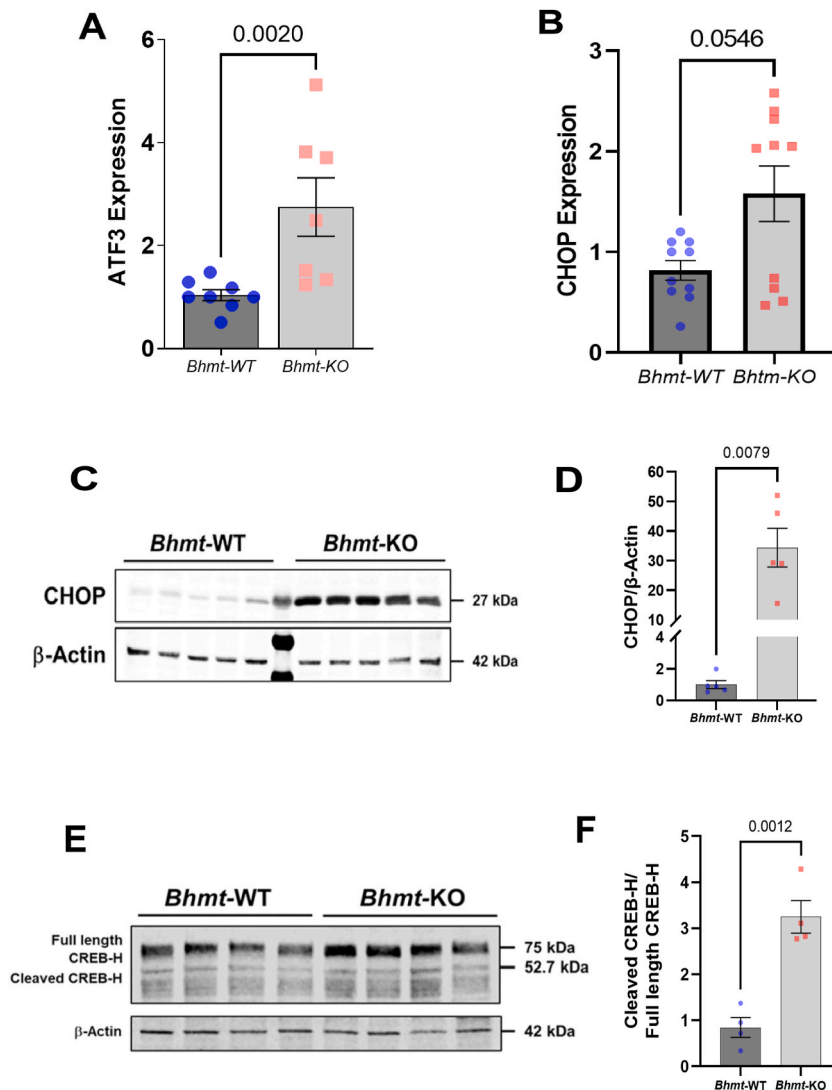 A
0.0020
6
4
2
0
ATF3 Expression
Bhmt-WT
Bhmt-KO
B
0.0546
3
2
1
0
CHOP Expression
Bhmt-WT
Bhtm-KO
C
Bhmt-WT
Bhmt-KO
CHOP
27 kDa
β-Actin
42 kDa
D
0.0079
60
50
40
30
20
10
4
2
0
CHOP/β-Actin
Bhmt-WT
Bhmt-KO
E
Bhmt-WT
Bhmt-KO
Full length
CREB-H
75 kDa
52.7 kDa
Cleaved CREB-H
β-Actin
42 kDa
F
0.0012
5
4
3
2
1
0
Cleaved CREB-H/
Full length CREB-H
Bhmt-WT
Bhmt-KO